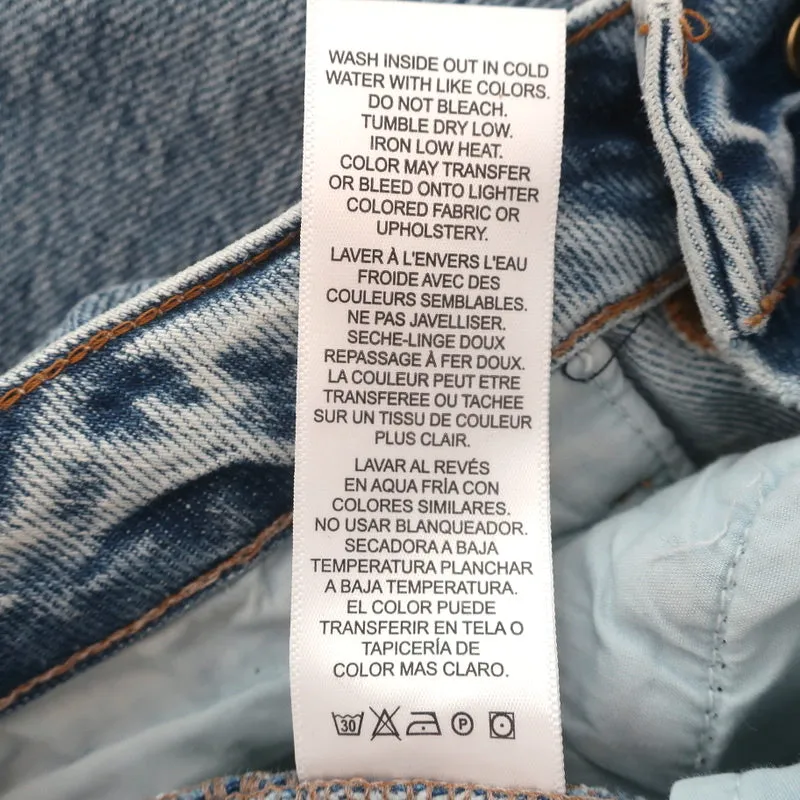 WASH INSIDE OUT IN COLD
WATER WITH LIKE COLORS.
DO NOT BLEACH.
TUMBLE DRY LOW.
IRON LOW HEAT.
COLOR MAY TRANSFER
OR BLEED ONTO LIGHTER
COLORED FABRIC OR
UPHOLSTERY.
LAVER À L'ENVERS L'EAU
FROIDE AVEC DES
COULEURS SEMBLABLES.
NE PAS JAVELLISER.
SECHE-LINGE DOUX
REPASSAGE À FER DOUX.
LA COULEUR PEUT ETRE
TRANSFEREE OU TACHEE
SUR UN TISSU DE COULEUR
PLUS CLAIR.
LAVAR AL REVÉS
EN AQUA FRÍA CON
COLORES SIMILARES.
NO USAR BLANQUEADOR.
SECADORA A BAJA
TEMPERATURA PLANCHAR
A BAJA TEMPERATURA.
EL COLOR PUEDE
TRANSFERIR EN TELA O
TAPICERÍA DE
COLOR MAS CLARO.
30 P